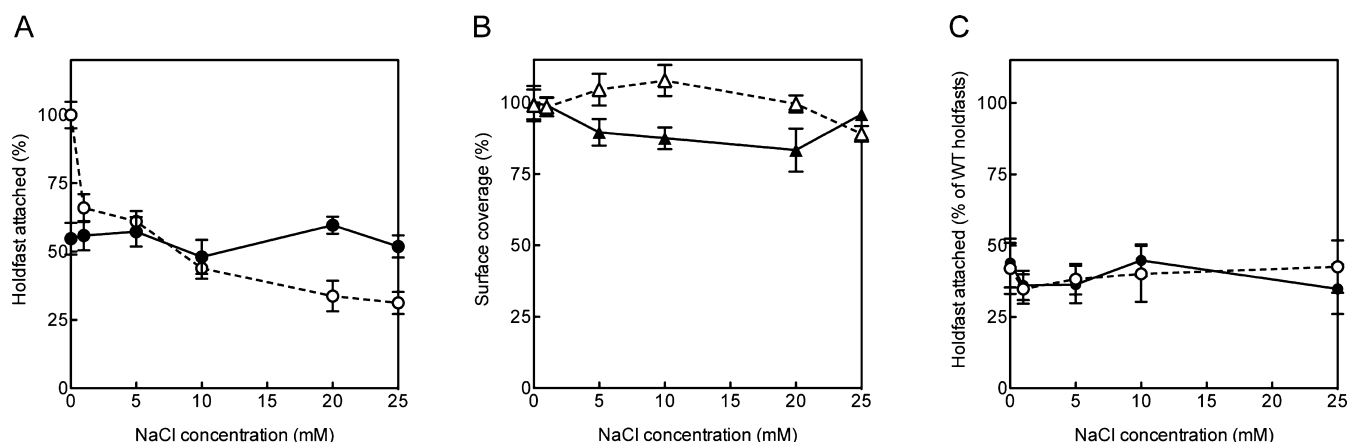 A
B
C
Holdfast attached (%)
100
75
50
25
0
0 5 10 15 20 25
NaCl concentration (mM)
Surface coverage (%)
100
75
50
25
0
0 5 10 15 20 25
NaCl concentration (mM)
Holdfast attached (% of WT holdfasts)
100
75
50
25
0
0 5 10 15 20 25
NaCl concentration (mM)